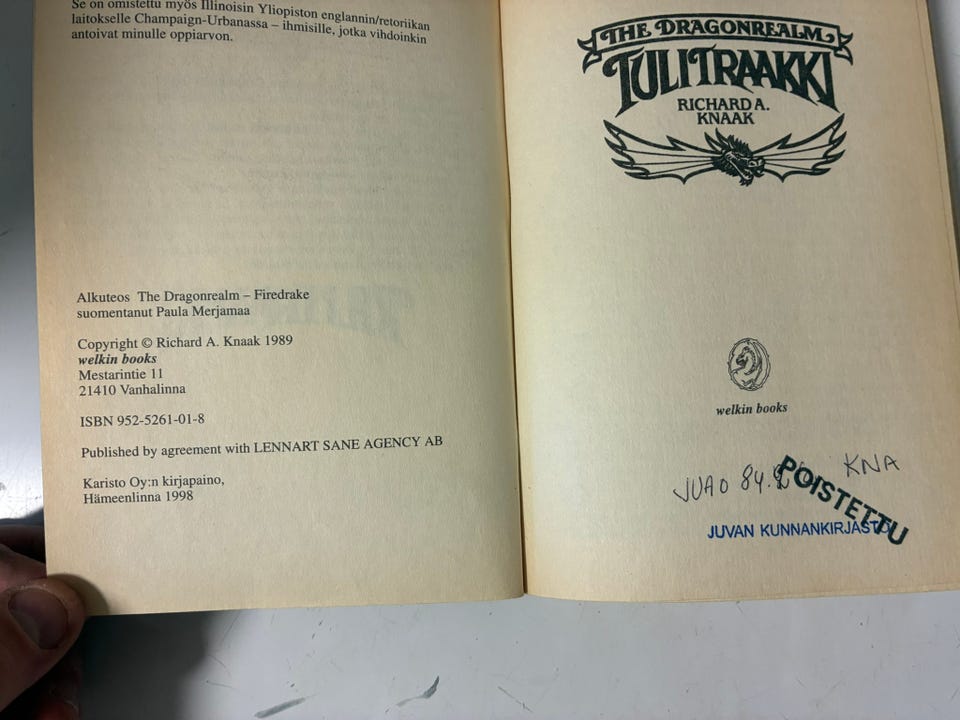 Se on omistettu myös Illinoisin Yliopiston englannin/retoriikan
laitokselle Champaign-Urbanassa – ihmisille, jotka vihdoinkin
antoivat minulle oppiarvon.
Alkuteos The Dragonrealm – Firedrake
suomentanut Paula Merjamaa
Copyright © Richard A. Knaak 1989
welkin books
Mestarintie 11
21410 Vanhalinna
ISBN 952-5261-01-8
Published by agreement with LENNART SANE AGENCY AB
Karisto Oy:n kirjapaino,
Hämeenlinna 1998
THE DRAGONREALM
TULITRAAKKI
RICHARD A.
KNAAK
welkin books
84. KNA
POISTETTU
JUVAN KUNNANKIRJASTO